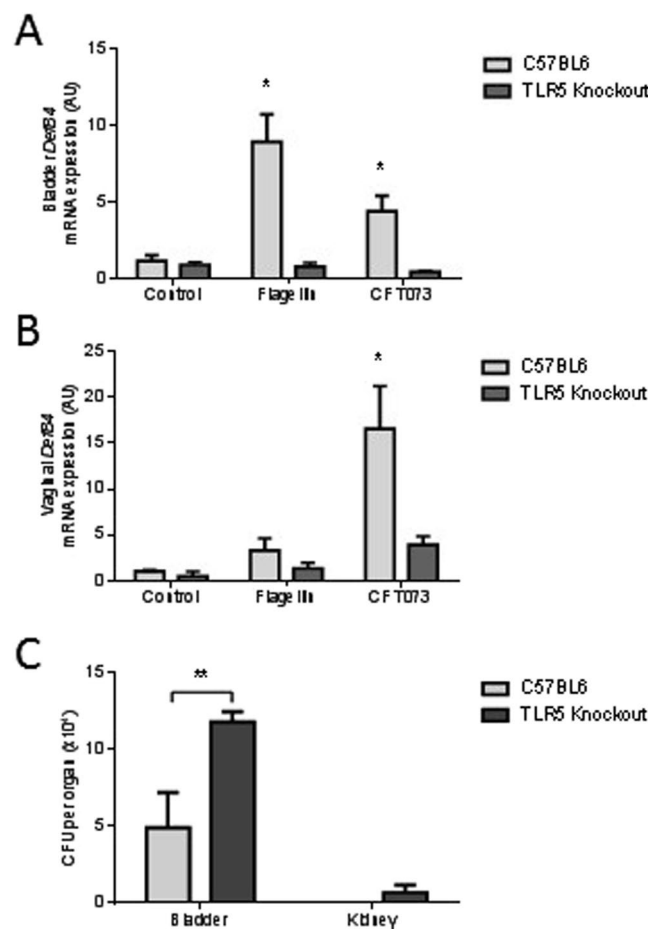 A
Bladder DefB4
mRNA expression (AU)
15
10
5
0
*
*
Control
Flagellin
CFT073
C57BL6
TLR5 Knockout
B
Vaginal DefB4
mRNA expression (AU)
25
20
15
10
5
0
*
Control
Flagellin
CFT073
C57BL6
TLR5 Knockout
C
CFU per organ
15
10
5
0
**
Bladder
Kidney
C57BL6
TLR5 Knockout